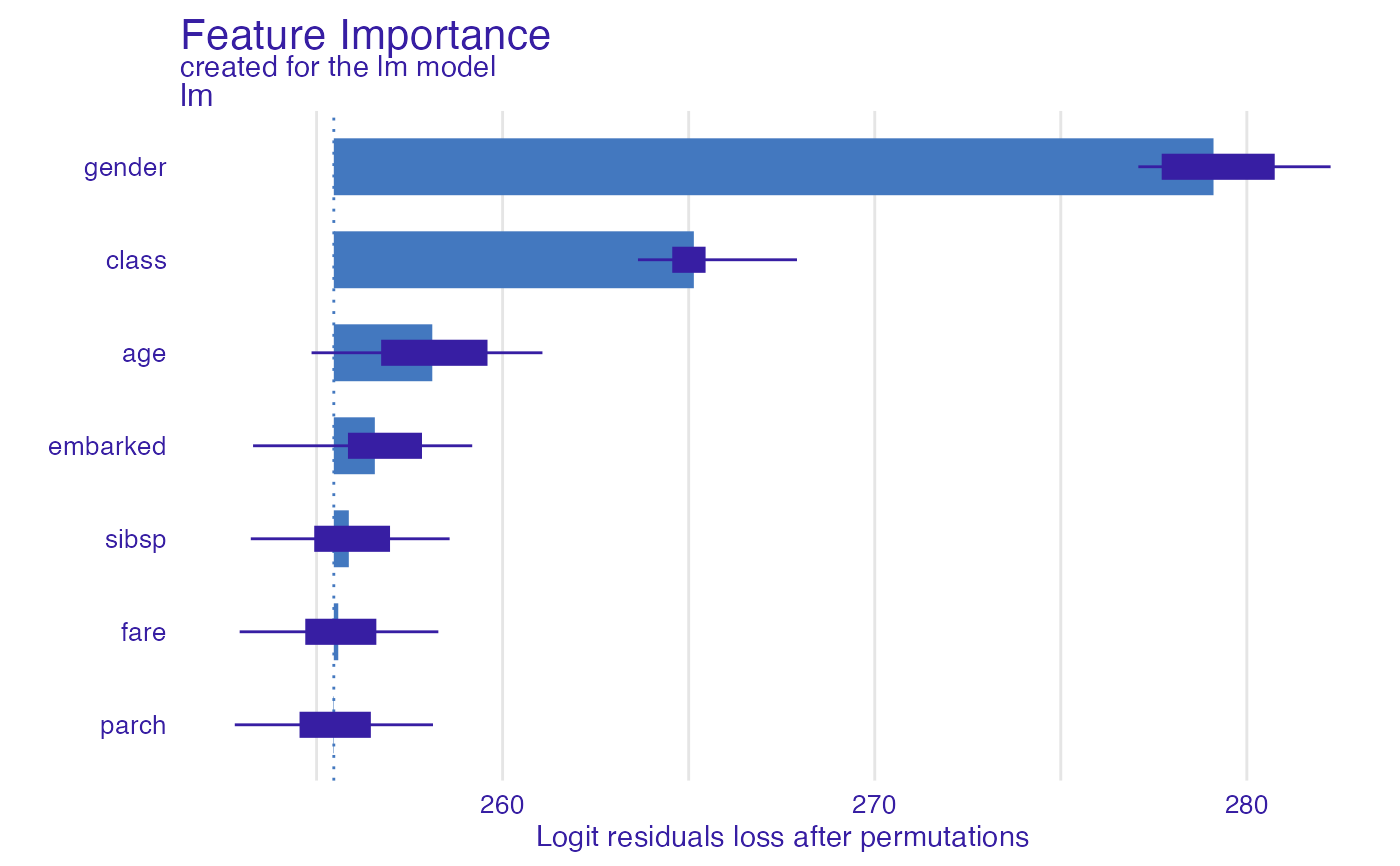 Feature Importance
created for the lm model
lm
gender
class
age
embarked
sibsp
fare
parch
260 270 280
Logit residuals loss after permutations